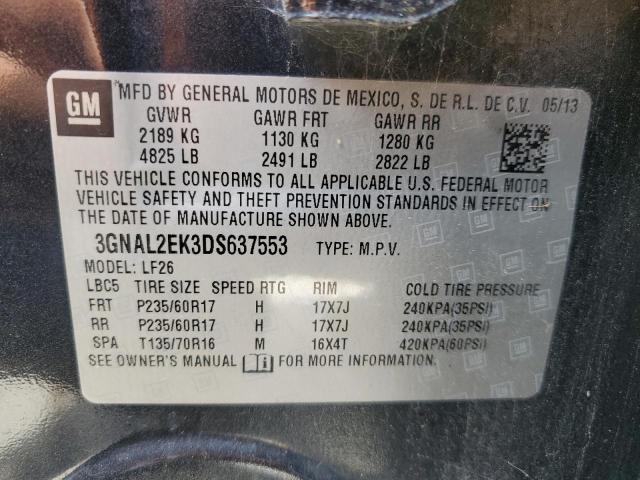 GM
MFD BY GENERAL MOTORS DE MEXICO, S. DE R.L. DE C.V. 05/13
GVWR GAWR FRT GAWR RR
2189 KG 1130 KG 1280 KG
4825 LB 2491 LB 2822 LB
THIS VEHICLE CONFORMS TO ALL APPLICABLE U.S. FEDERAL MOTOR
VEHICLE SAFETY AND THEFT PREVENTION STANDARDS IN EFFECT ON
THE DATE OF MANUFACTURE SHOWN ABOVE.
3GNAL2EK3DS637553 TYPE: M.P.V.
MODEL: LF26
LBC5 TIRE SIZE SPEED RTG RIM COLD TIRE PRESSURE
FRT P235/60R17 H 17X7J 240KPA(35PSI)
RR P235/60R17 H 17X7J 240KPA(35PSI)
SPA T135/70R16 M 16X4T 420KPA(60PSI)
SEE OWNER'S MANUAL FOR MORE INFORMATION.